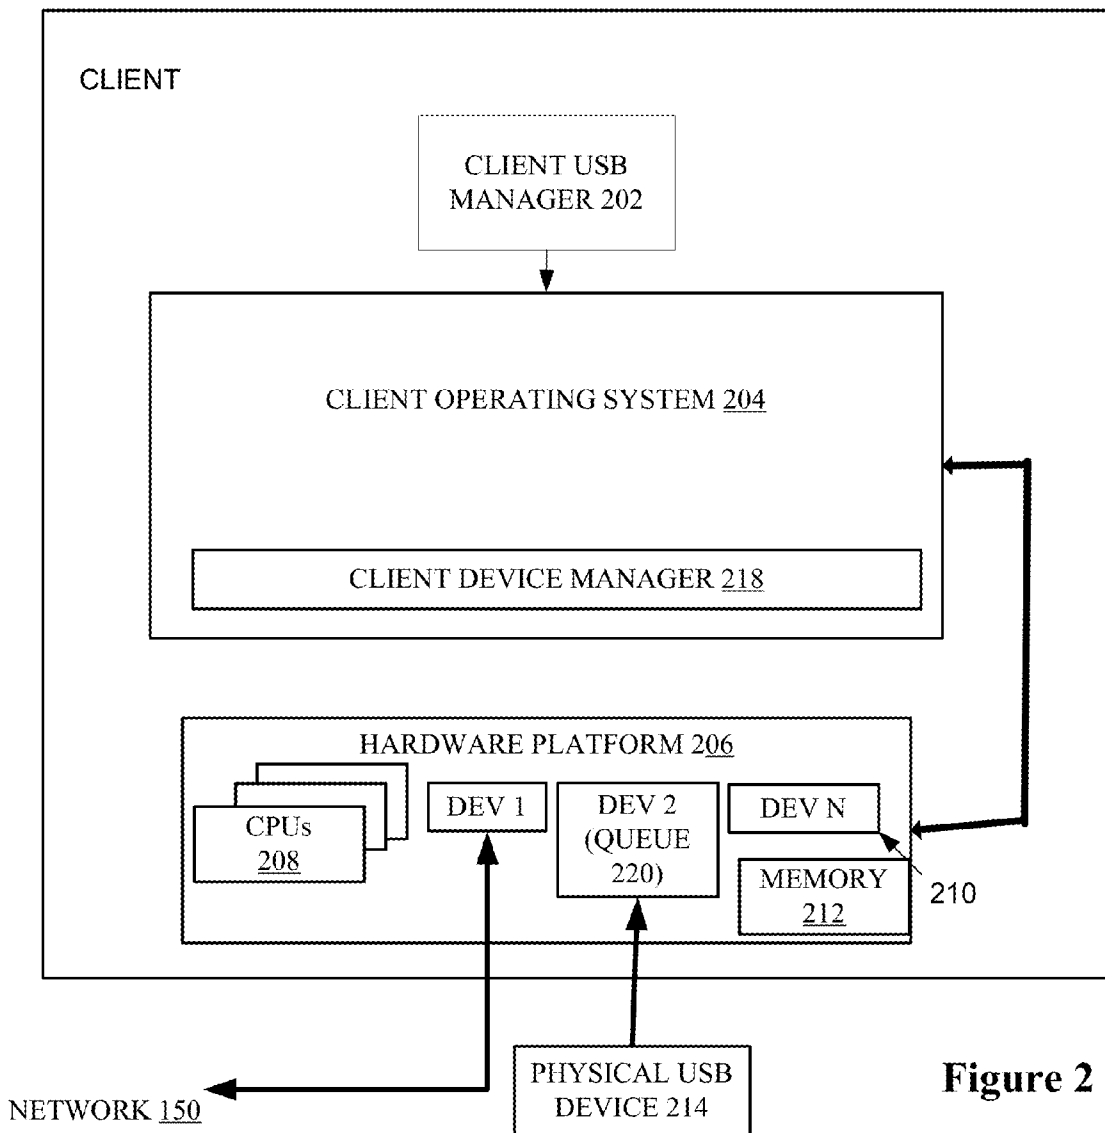 CLIENT
CLIENT USB
MANAGER 202
CLIENT OPERATING SYSTEM 204
CLIENT DEVICE MANAGER 218
HARDWARE PLATFORM 206
CPUs
208
DEV 1
DEV 2
(QUEUE
220)
DEV N
MEMORY
212
210
PHYSICAL USB
DEVICE 214
NETWORK 150
Figure 2